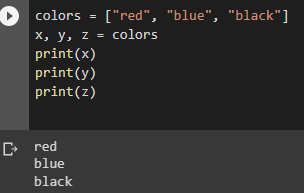 colors = ["red", "blue", "black"]
x, y, z = colors
print(x)
print(y)
print(z)
red
blue
black